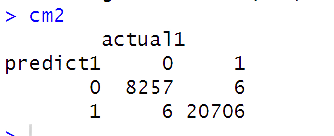 > cm2
actual1
predict1 0 1
0 8257 6
1 6 20706
>